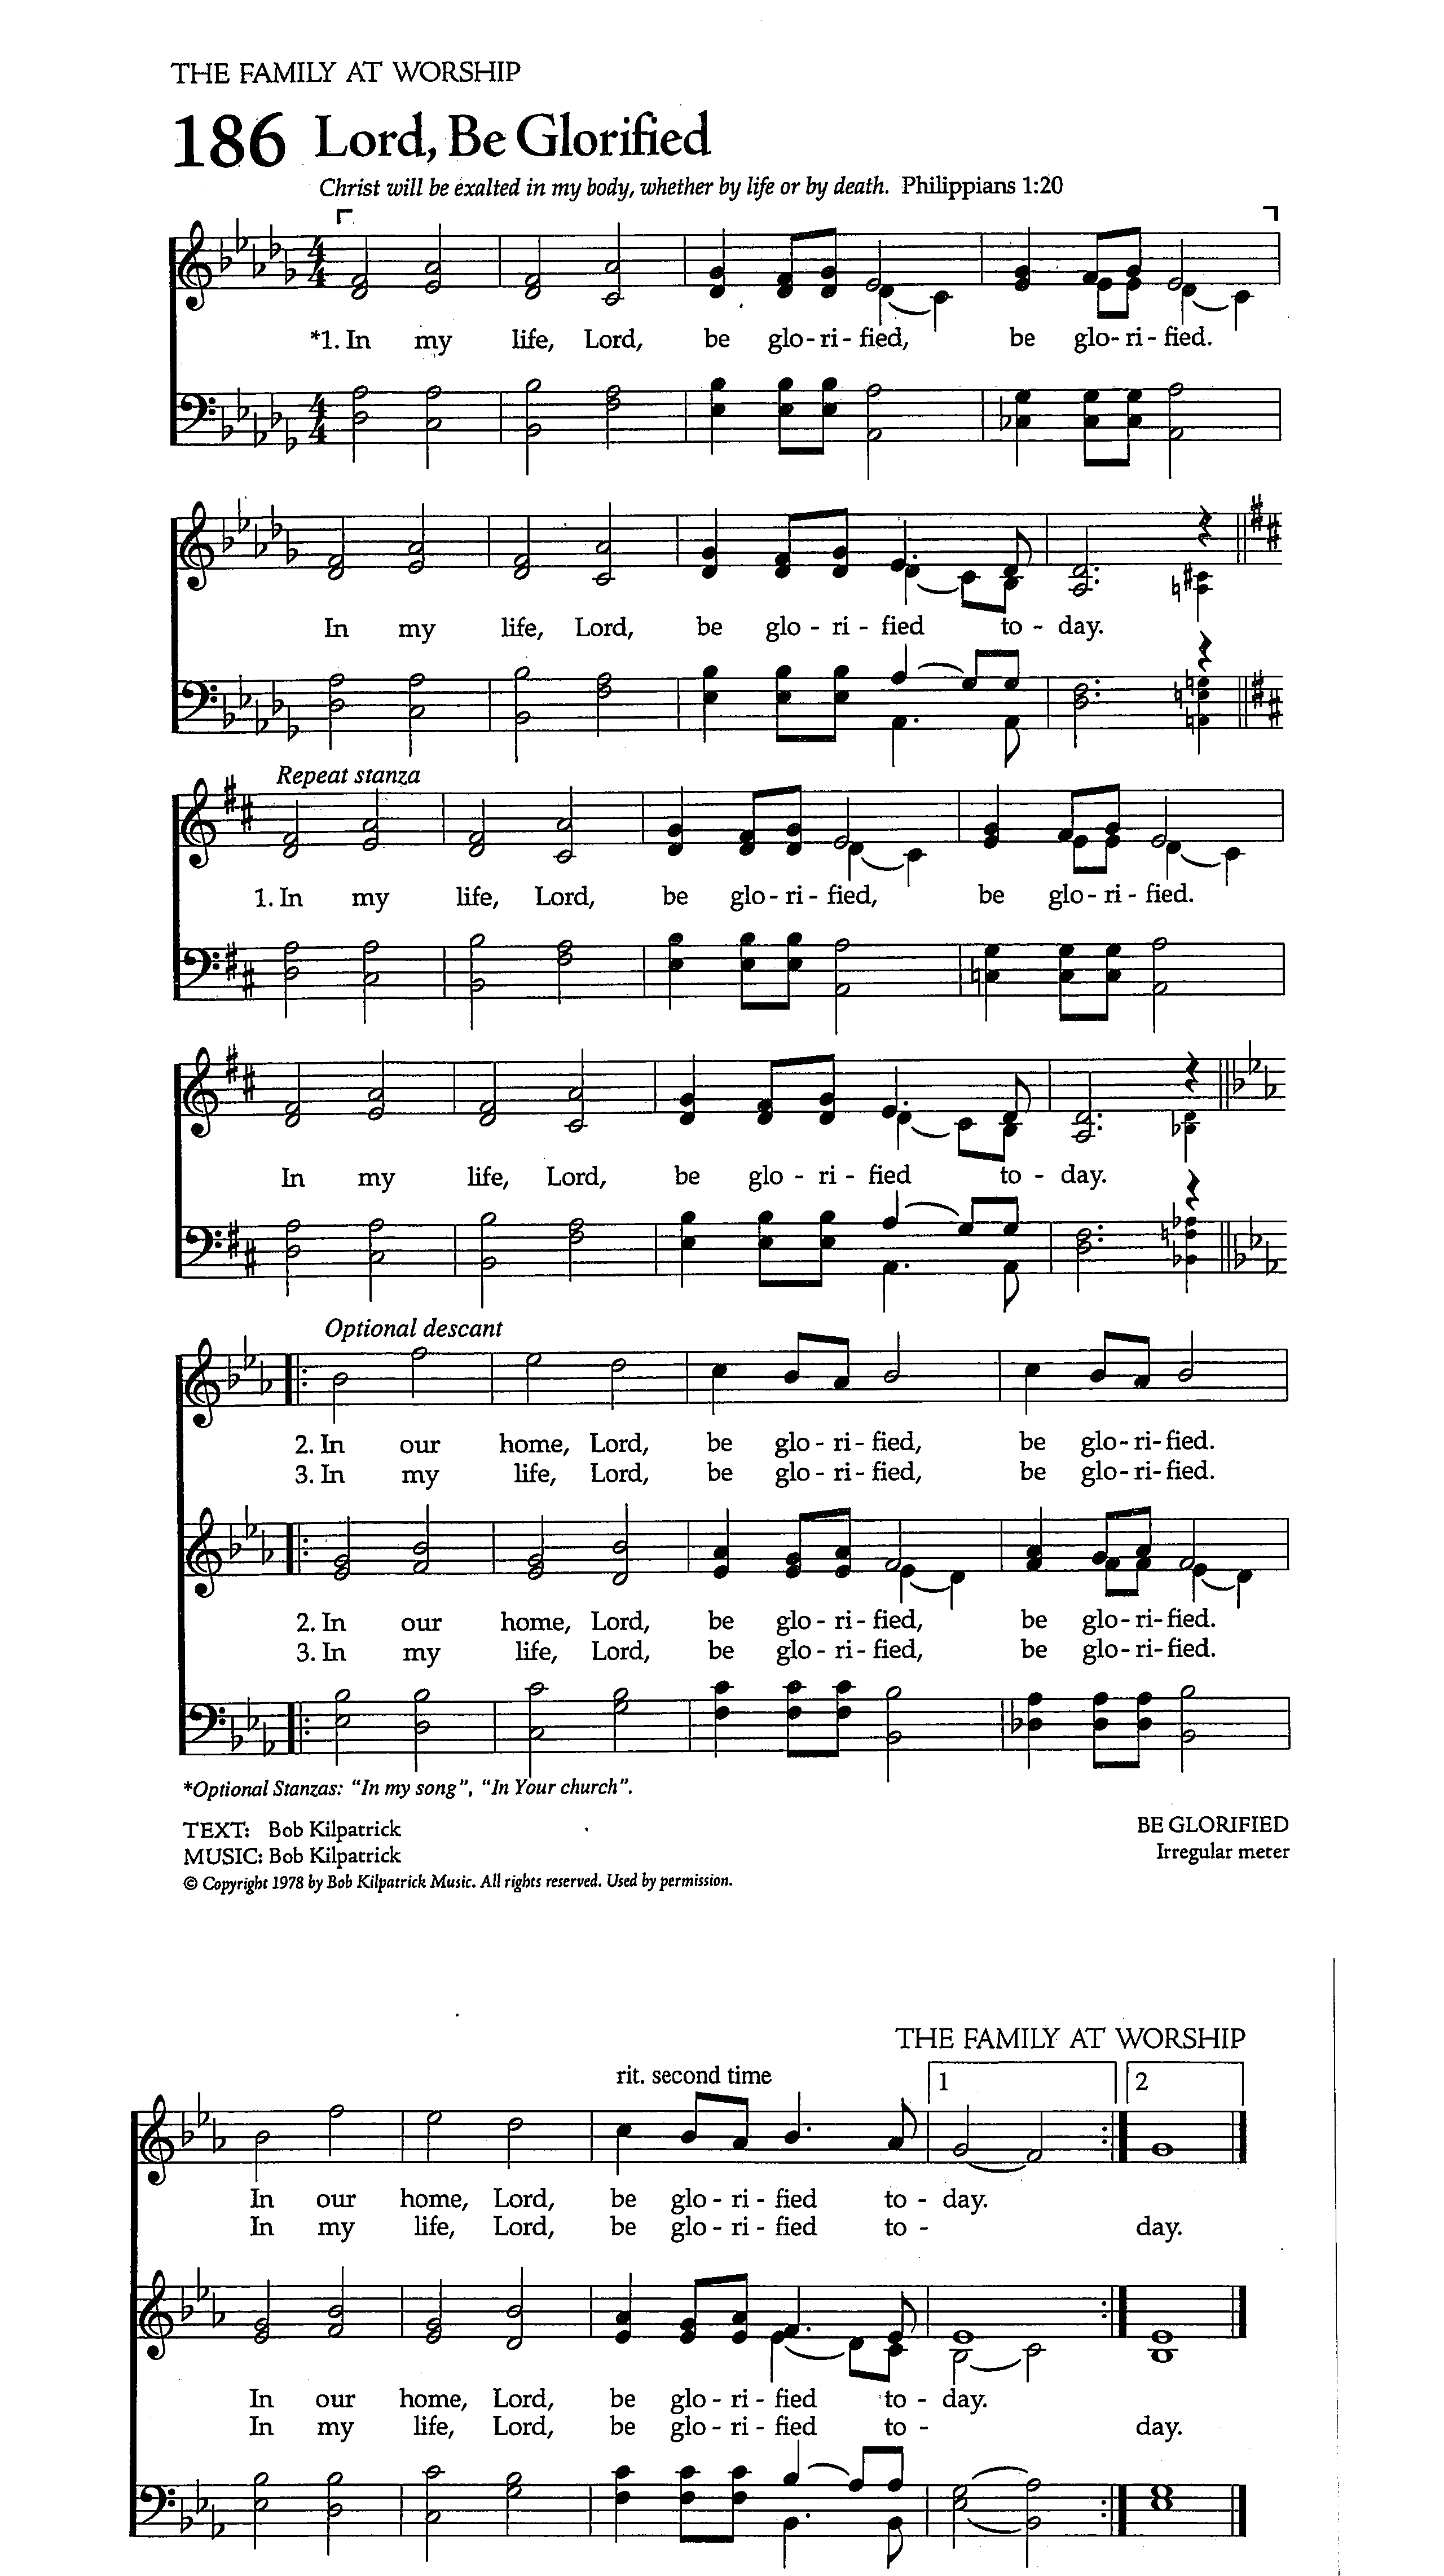 THE FAMILY AT WORSHIP
186 Lord, Be Glorified
Christ will be exalted in my body, whether by life or by death. Philippians 1:20
*1. In my life, Lord, be glo - ri - fied, be glo - ri - fied.
In my life, Lord, be glo - ri - fied to - day.
Repeat stanza
1. In my life, Lord, be glo - ri - fied, be glo - ri - fied.
In my life, Lord, be glo - ri - fied to - day.
Optional descant
2. In our home, Lord, be glo - ri - fied, be glo - ri - fied.
3. In my life, Lord, be glo - ri - fied, be glo - ri - fied.
2. In our home, Lord, be glo - ri - fied, be glo - ri - fied.
3. In my life, Lord, be glo - ri - fied, be glo - ri - fied.
*Optional Stanzas: “In my song”, “In Your church”.
TEXT: Bob Kilpatrick
MUSIC: Bob Kilpatrick
© Copyright 1978 by Bob Kilpatrick Music. All rights reserved. Used by permission.
BE GLORIFIED
Irregular meter
THE FAMILY AT WORSHIP
rit. second time
1 2
In our home, Lord, be glo - ri - fied to - day.
In my life, Lord, be glo - ri - fied to - day.
In our home, Lord, be glo - ri - fied to - day.
In my life, Lord, be glo - ri - fied to - day.